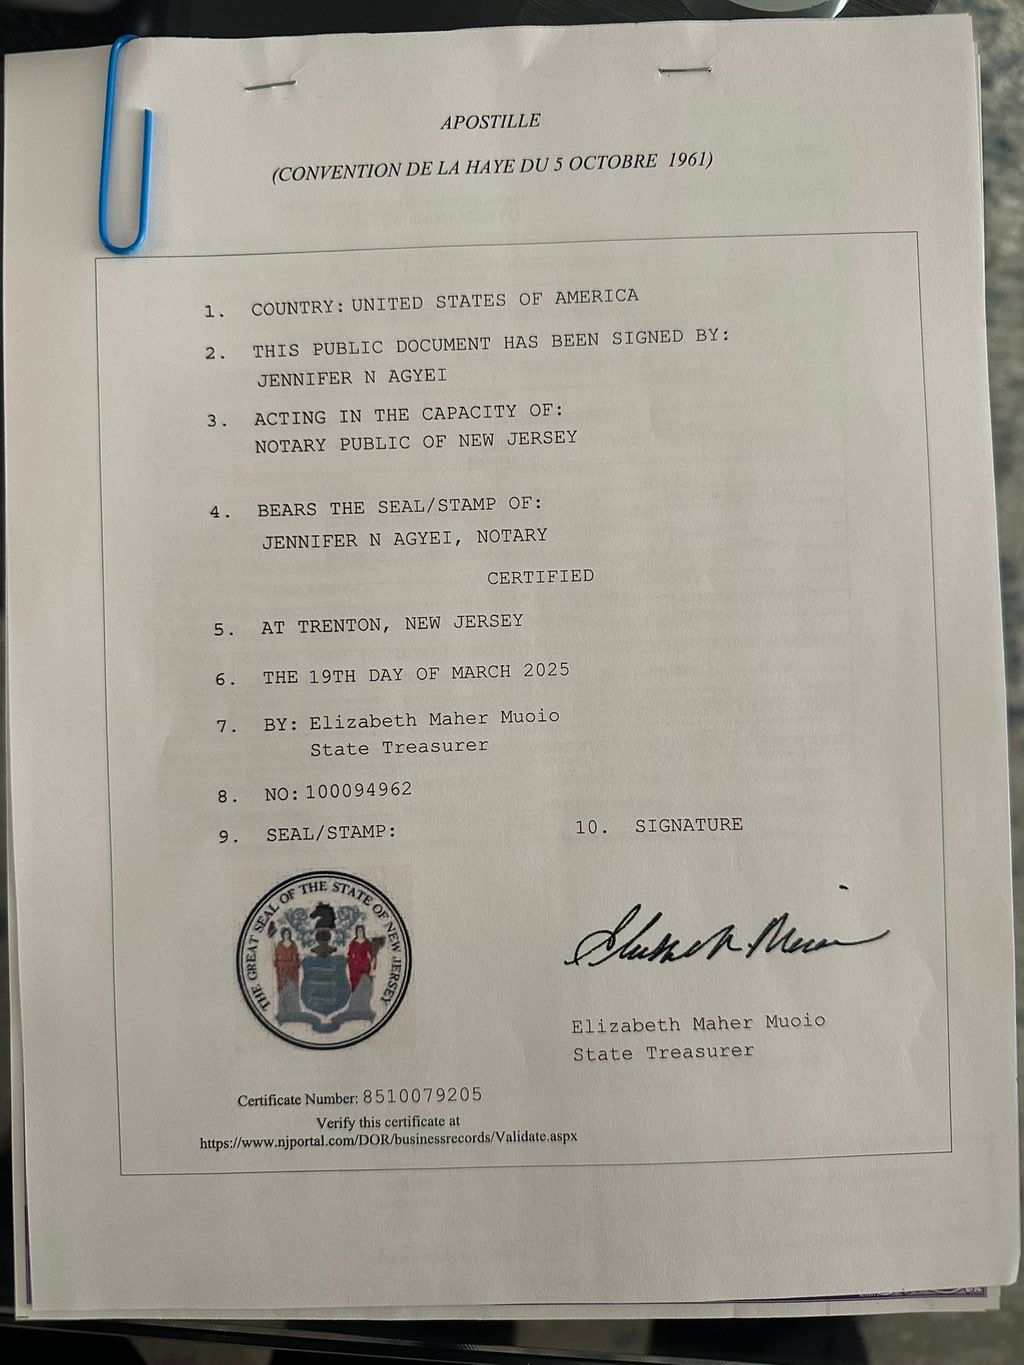 APOSTILLE
(CONVENTION DE LA HAYE DU 5 OCTOBRE 1961)
1. COUNTRY: UNITED STATES OF AMERICA
2. THIS PUBLIC DOCUMENT HAS BEEN SIGNED BY:
JENNIFER N AGYEI
3. ACTING IN THE CAPACITY OF:
NOTARY PUBLIC OF NEW JERSEY
4. BEARS THE SEAL/STAMP OF:
JENNIFER N AGYEI, NOTARY
CERTIFIED
5. AT TRENTON, NEW JERSEY
6. THE 19TH DAY OF MARCH 2025
7. BY: Elizabeth Maher Muoio
State Treasurer
8. NO: 100094962
9. SEAL/STAMP: 10. SIGNATURE
THE GREAT SEAL OF THE STATE OF NEW JERSEY
Elizabeth Maher Muoio
State Treasurer
Certificate Number: 8510079205
Verify this certificate at
https://www.njportal.com/DOR/businessrecords/Validate.aspx